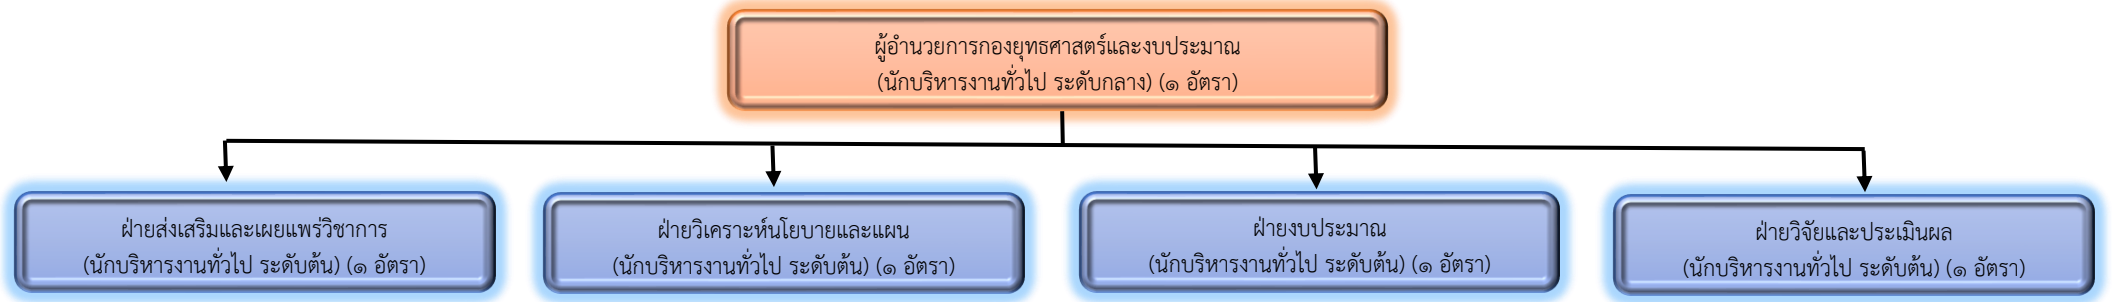 ผู้อำนวยการกองยุทธศาสตร์และงบประมาณ
(นักบริหารงานทั่วไป ระดับกลาง) (๑ อัตรา)
ฝ่ายส่งเสริมและเผยแพร่วิชาการ
(นักบริหารงานทั่วไป ระดับต้น) (๑ อัตรา)
ฝ่ายวิเคราะห์นโยบายและแผน
(นักบริหารงานทั่วไป ระดับต้น) (๑ อัตรา)
ฝ่ายงบประมาณ
(นักบริหารงานทั่วไป ระดับต้น) (๑ อัตรา)
ฝ่ายวิจัยและประเมินผล
(นักบริหารงานทั่วไป ระดับต้น) (๑ อัตรา)